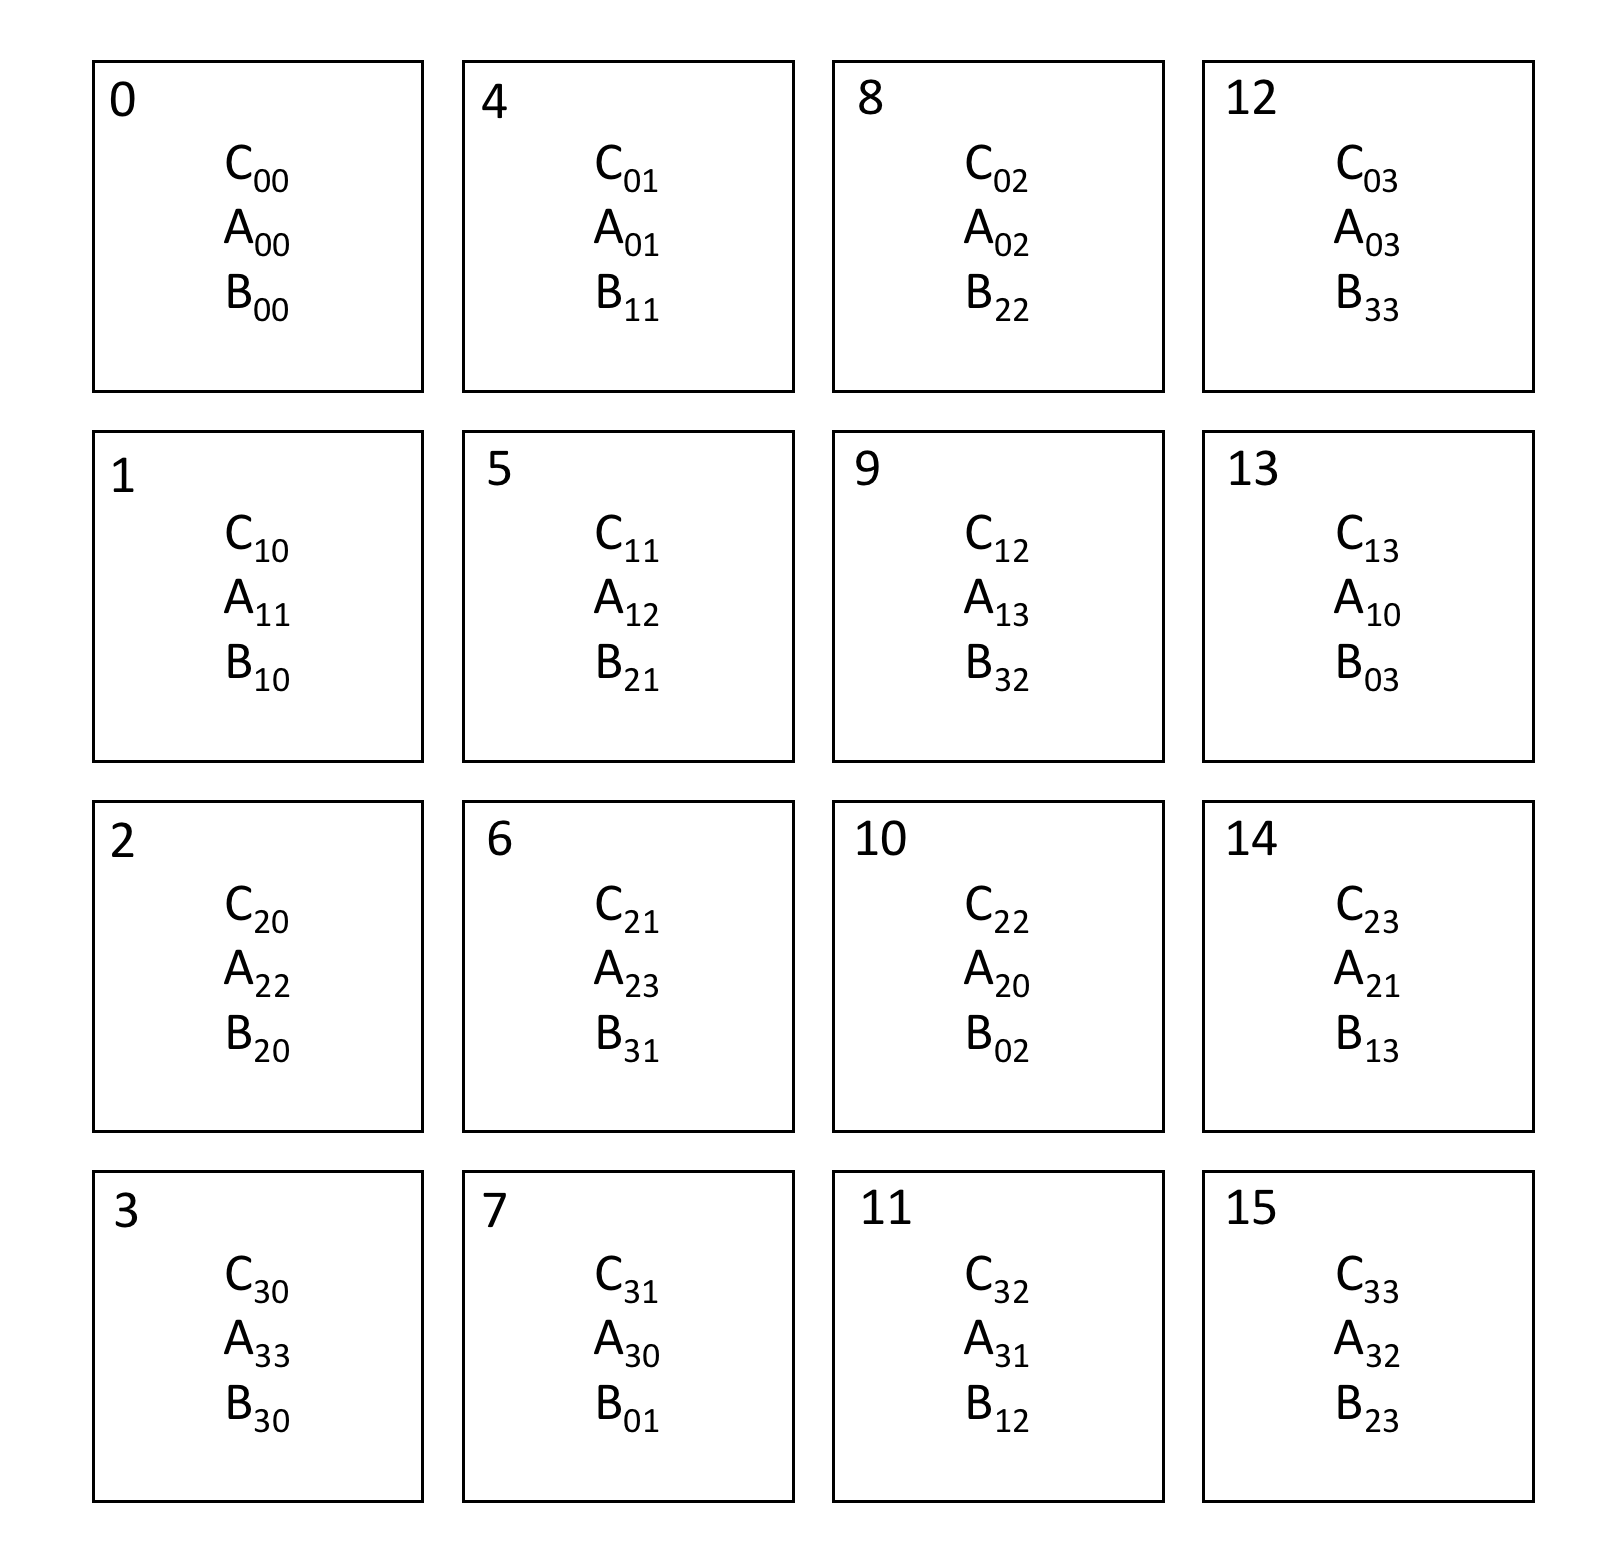 0
C₀₀
A₀₀
B₀₀
4
C₀₁
A₀₁
B₁₁
8
C₀₂
A₀₂
B₂₂
12
C₀₃
A₀₃
B₃₃
1
C₁₀
A₁₁
B₁₀
5
C₁₁
A₁₂
B₂₁
9
C₁₂
A₁₃
B₃₂
13
C₁₃
A₁₀
B₀₃
2
C₂₀
A₂₂
B₂₀
6
C₂₁
A₂₃
B₃₁
10
C₂₂
A₂₀
B₀₂
14
C₂₃
A₂₁
B₁₃
3
C₃₀
A₃₃
B₃₀
7
C₃₁
A₃₀
B₀₁
11
C₃₂
A₃₁
B₁₂
15
C₃₃
A₃₂
B₂₃